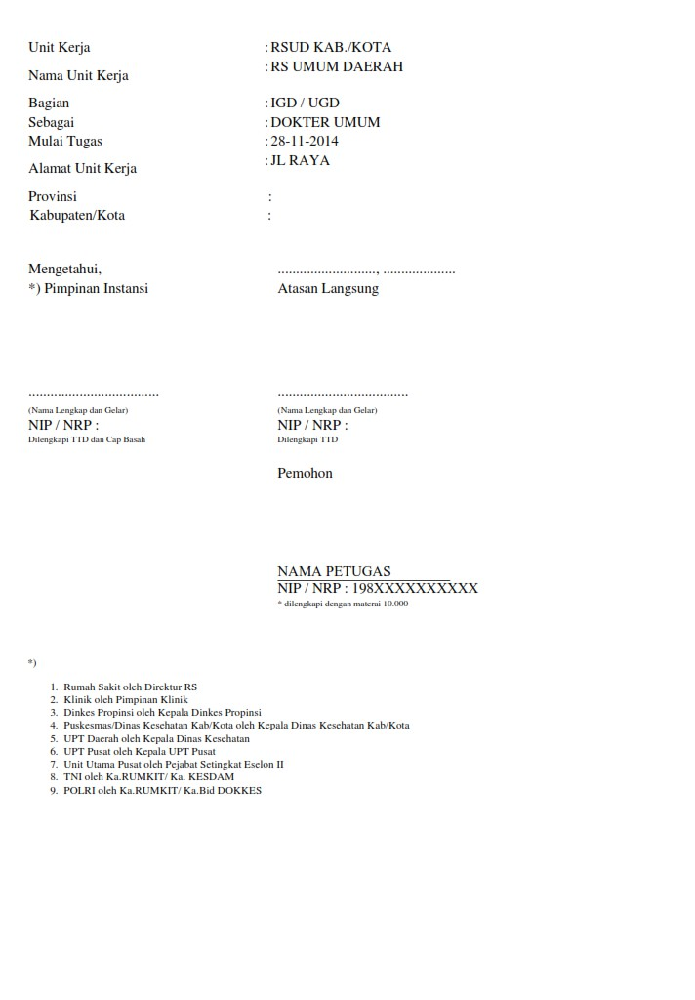 Unit Kerja : RSUD KAB./KOTA
Nama Unit Kerja : RS UMUM DAERAH
Bagian : IGD / UGD
Sebagai : DOKTER UMUM
Mulai Tugas : 28-11-2014
Alamat Unit Kerja : JL RAYA
Provinsi :
Kabupaten/Kota :
Mengetahui, ..........................., ....................
*) Pimpinan Instansi Atasan Langsung
.................................... ....................................
(Nama Lengkap dan Gelar) (Nama Lengkap dan Gelar)
NIP / NRP : NIP / NRP :
Dilengkapi TTD dan Cap Basah Dilengkapi TTD
Pemohon
NAMA PETUGAS
NIP / NRP : 198XXXXXXXXXX
* dilengkapi dengan materai 10.000
*)
1. Rumah Sakit oleh Direktur RS
2. Klinik oleh Pimpinan Klinik
3. Dinkes Propinsi oleh Kepala Dinkes Propinsi
4. Puskesmas/Dinas Kesehatan Kab/Kota oleh Kepala Dinas Kesehatan Kab/Kota
5. UPT Daerah oleh Kepala Dinas Kesehatan
6. UPT Pusat oleh Kepala UPT Pusat
7. Unit Utama Pusat oleh Pejabat Setingkat Eselon II
8. TNI oleh Ka.RUMKIT/ Ka. KESDAM
9. POLRI oleh Ka.RUMKIT/ Ka.Bid DOKKES